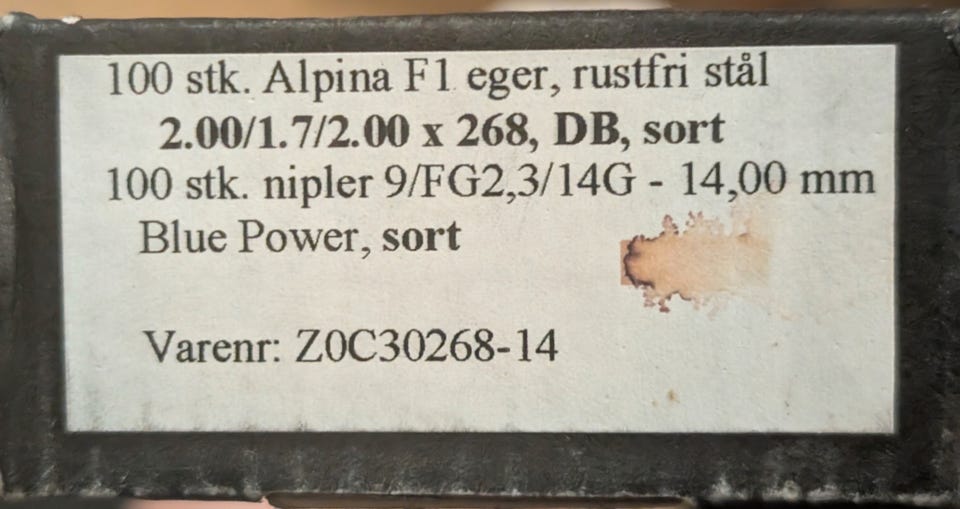 100 stk. Alpina F1 eger, rustfri stål
2.00/1.7/2.00 x 268, DB, sort
100 stk. nipler 9/FG2,3/14G - 14,00 mm
Blue Power, sort
Varenr: Z0C30268-14